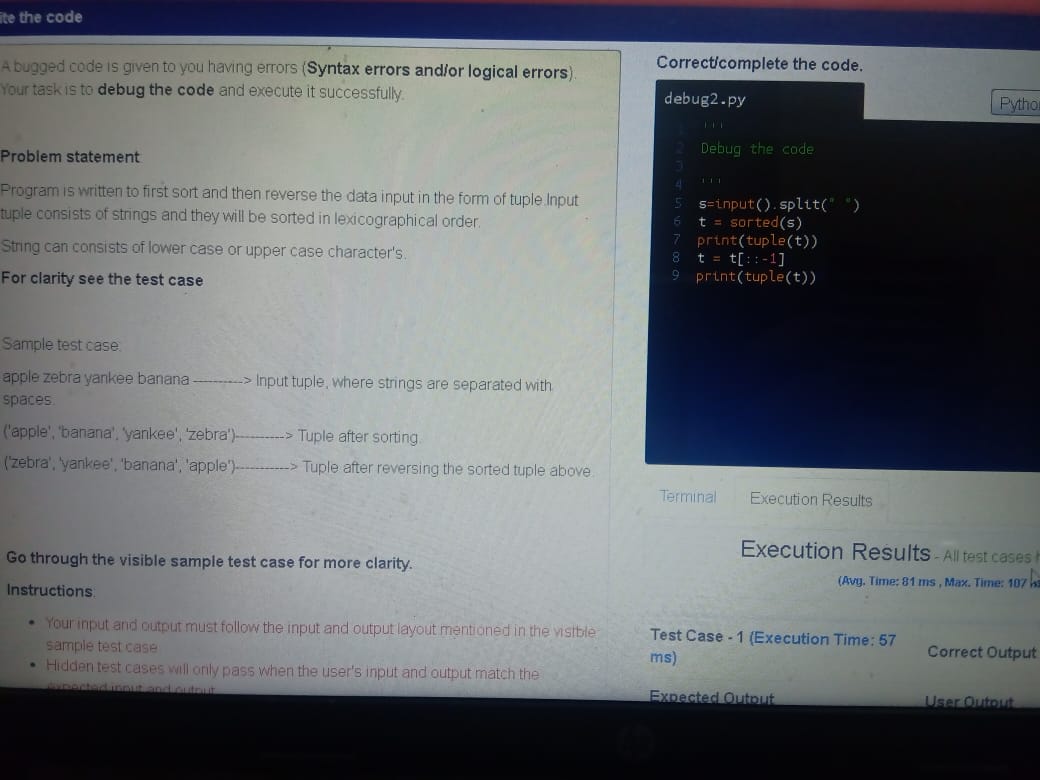 ite the code
A bugged code is given to you having errors (Syntax errors and/or logical errors).
Your task is to debug the code and execute it successfully.
Problem statement
Program is written to first sort and then reverse the data input in the form of tuple.Input
tuple consists of strings and they will be sorted in lexicographical order.
String can consists of lower case or upper case character's.
For clarity see the test case
Sample test case:
apple zebra yankee banana ----------> Input tuple, where strings are separated with
spaces.
('apple', 'banana', 'yankee', 'zebra')----------> Tuple after sorting.
('zebra', 'yankee', 'banana', 'apple')-----------> Tuple after reversing the sorted tuple above.
Go through the visible sample test case for more clarity.
Instructions.
• Your input and output must follow the input and output layout mentioned in the visible
sample test case.
• Hidden test cases will only pass when the user's input and output match the
expected input and output
Correct/complete the code.
debug2.py
Pytho
1 '''
2 Debug the code
3
4 '''
5 s=input().split(" ")
6 t = sorted(s)
7 print(tuple(t))
8 t = t[::-1]
9 print(tuple(t))
Terminal Execution Results
Execution Results - All test cases
(Avg. Time: 81 ms , Max. Time: 107
Test Case - 1 (Execution Time: 57
ms)
Correct Output
Expected Output
User Output